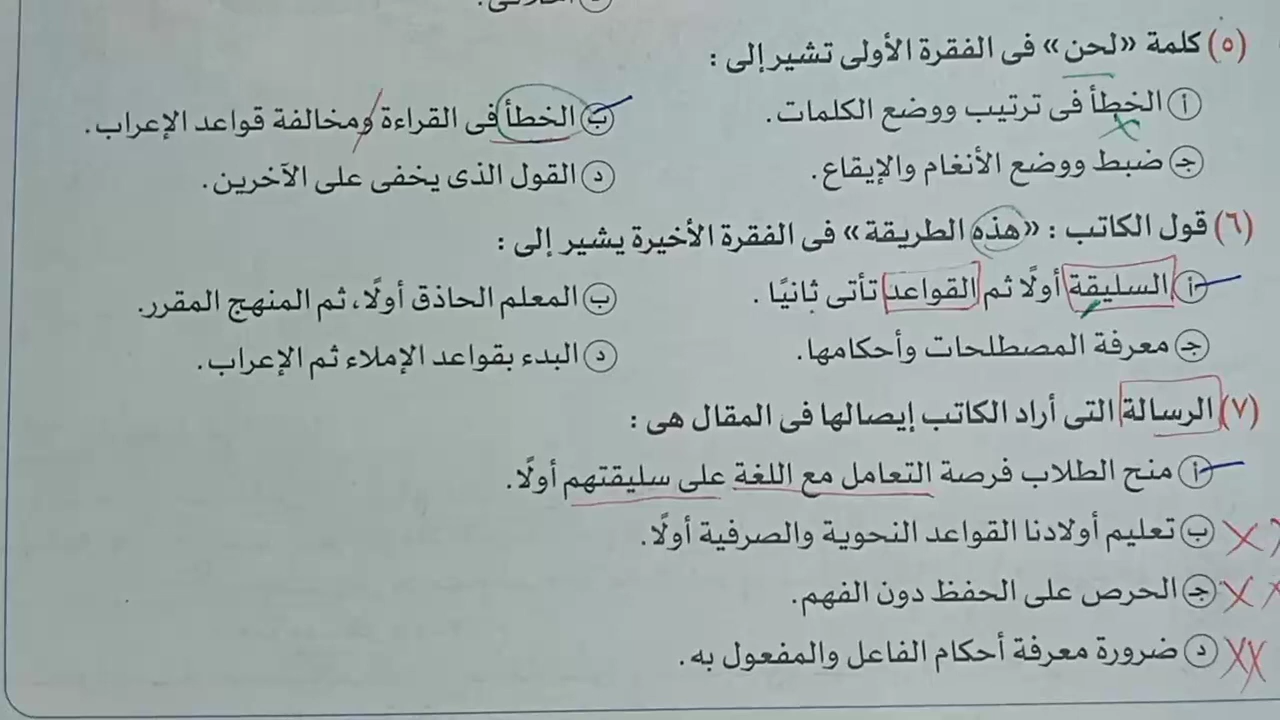 (٥) كلمة «لحن» فى الفقرة الأولى تشير إلى :
أ الخطأ فى ترتيب ووضع الكلمات. ب الخطأ فى القراءة ومخالفة قواعد الإعراب.
جـ ضبط ووضع الأنغام والإيقاع. د القول الذى يخفى على الآخرين.
(٦) قول الكاتب : «هذه الطريقة» فى الفقرة الأخيرة يشير إلى :
أ السليقة أولًا ثم القواعد تأتى ثانيًا . ب المعلم الحاذق أولًا، ثم المنهج المقرر.
جـ معرفة المصطلحات وأحكامها. د البدء بقواعد الإملاء ثم الإعراب.
(٧) الرسالة التى أراد الكاتب إيصالها فى المقال هى :
أ منح الطلاب فرصة التعامل مع اللغة على سليقتهم أولًا.
ب تعليم أولادنا القواعد النحوية والصرفية أولًا.
جـ الحرص على الحفظ دون الفهم.
د ضرورة معرفة أحكام الفاعل والمفعول به.